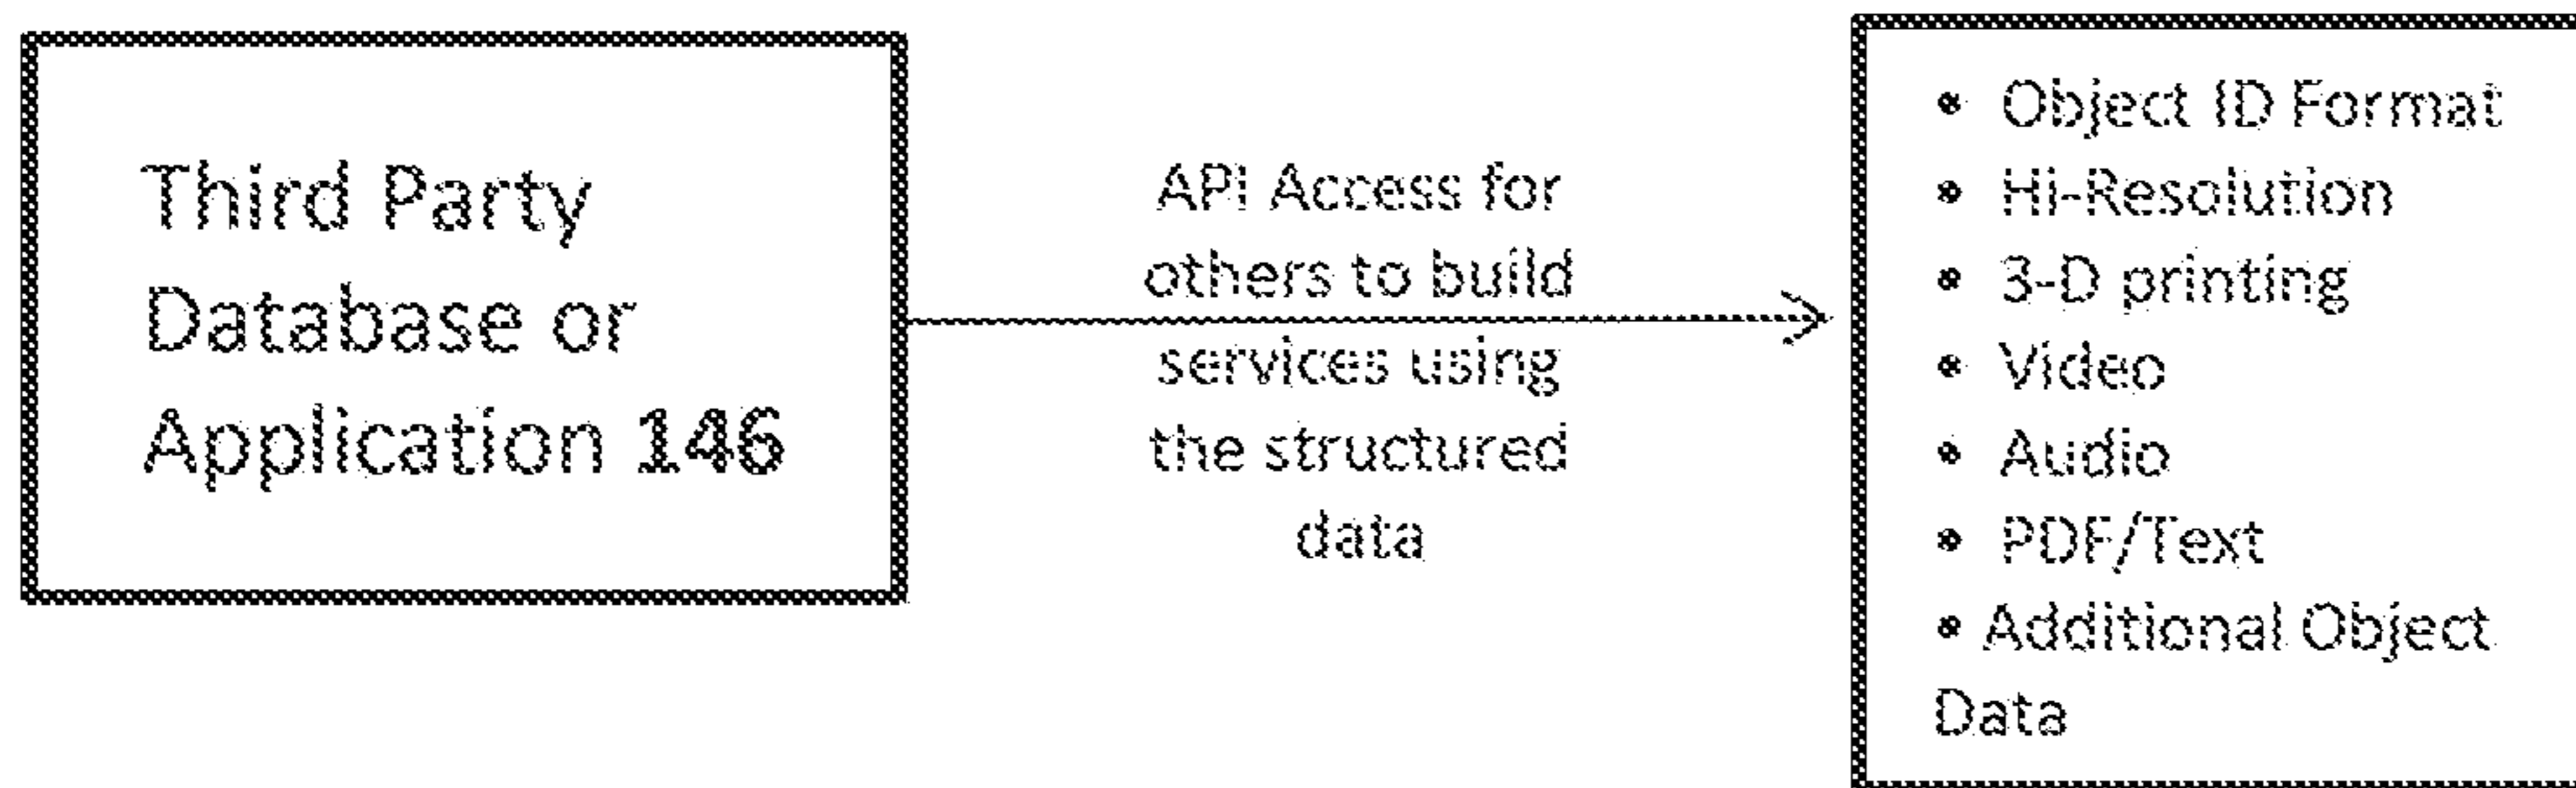 Third Party
Database or
Application 146
API Access for
others to build
services using
the structured
data
• Object ID Format
• Hi-Resolution
• 3-D printing
• Video
• Audio
• PDF/Text
• Additional Object
Data